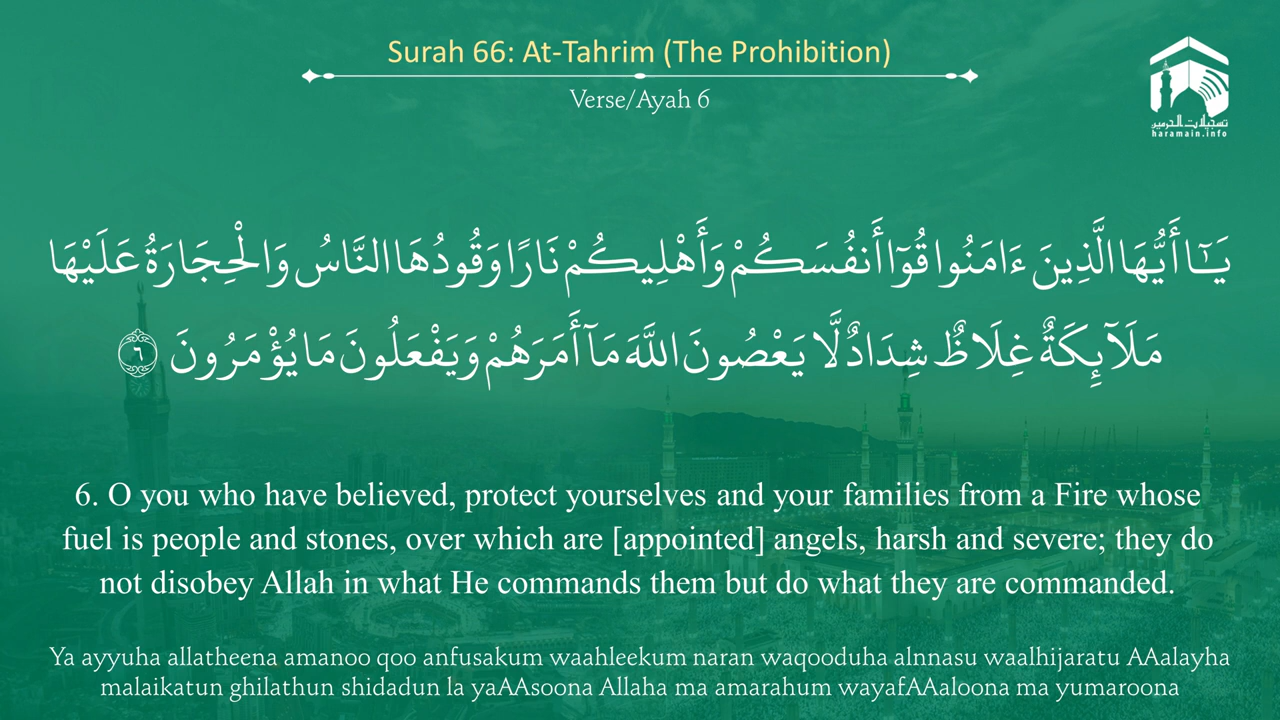 Surah 66: At-Tahrim (The Prohibition)
Verse/Ayah 6
تسجيلات الحرمين
haramain.info
يَـٰٓأَيُّهَا الَّذِينَ ءَامَنُوا قُوٓا أَنفُسَكُمْ وَأَهْلِيكُمْ نَارًا وَقُودُهَا النَّاسُ وَالْحِجَارَةُ عَلَيْهَا
مَلَـٰٓئِكَةٌ غِلَاظٌ شِدَادٌ لَّا يَعْصُونَ اللَّهَ مَآ أَمَرَهُمْ وَيَفْعَلُونَ مَا يُؤْمَرُونَ ٦
6. O you who have believed, protect yourselves and your families from a Fire whose
fuel is people and stones, over which are [appointed] angels, harsh and severe; they do
not disobey Allah in what He commands them but do what they are commanded.
Ya ayyuha allatheena amanoo qoo anfusakum waahleekum naran waqooduha alnnasu waalhijaratu AAalayha
malaikatun ghilathun shidadun la yaAAsoona Allaha ma amarahum wayafAAaloona ma yumaroona